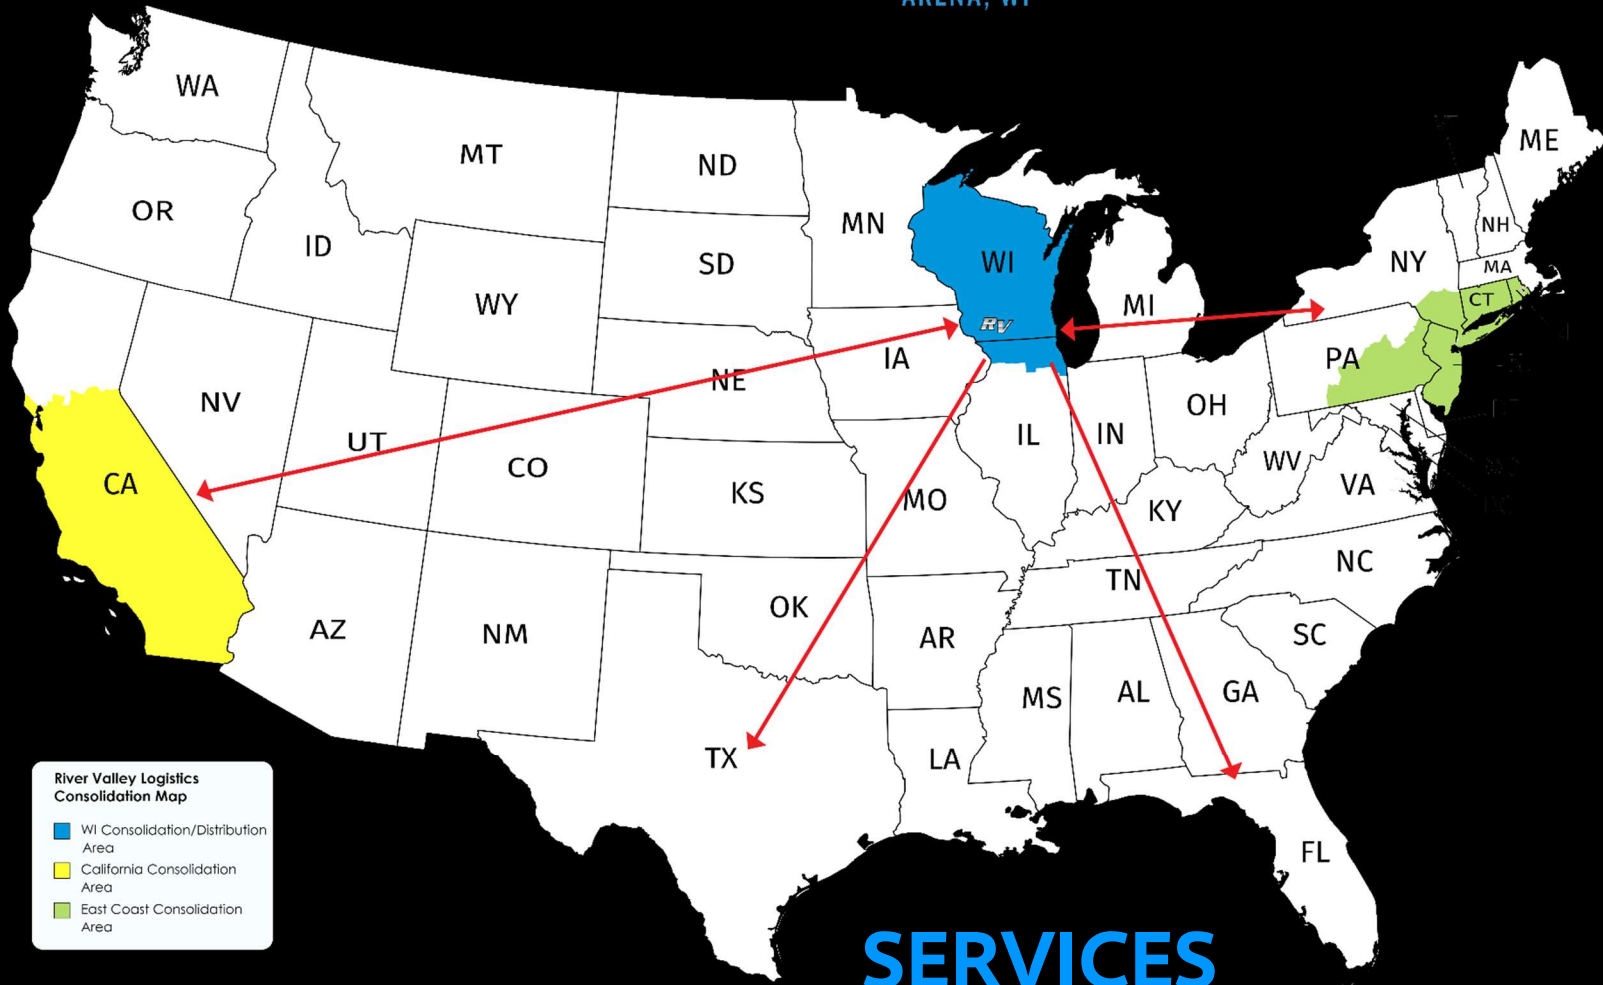 ARENA, WI
WA
MT
ND
ME
OR
ID
MN
WI
NH
SD
NY
MA
WY
MI
CT
RV
IA
PA
NE
NV
OH
UT
IL
IN
CO
CA
KS
MO
WV
VA
KY
NC
TN
OK
AZ
NM
AR
SC
MS
AL
GA
TX
LA
FL
River Valley Logistics
Consolidation Map
WI Consolidation/Distribution
Area
California Consolidation
Area
East Coast Consolidation
Area
SERVICES